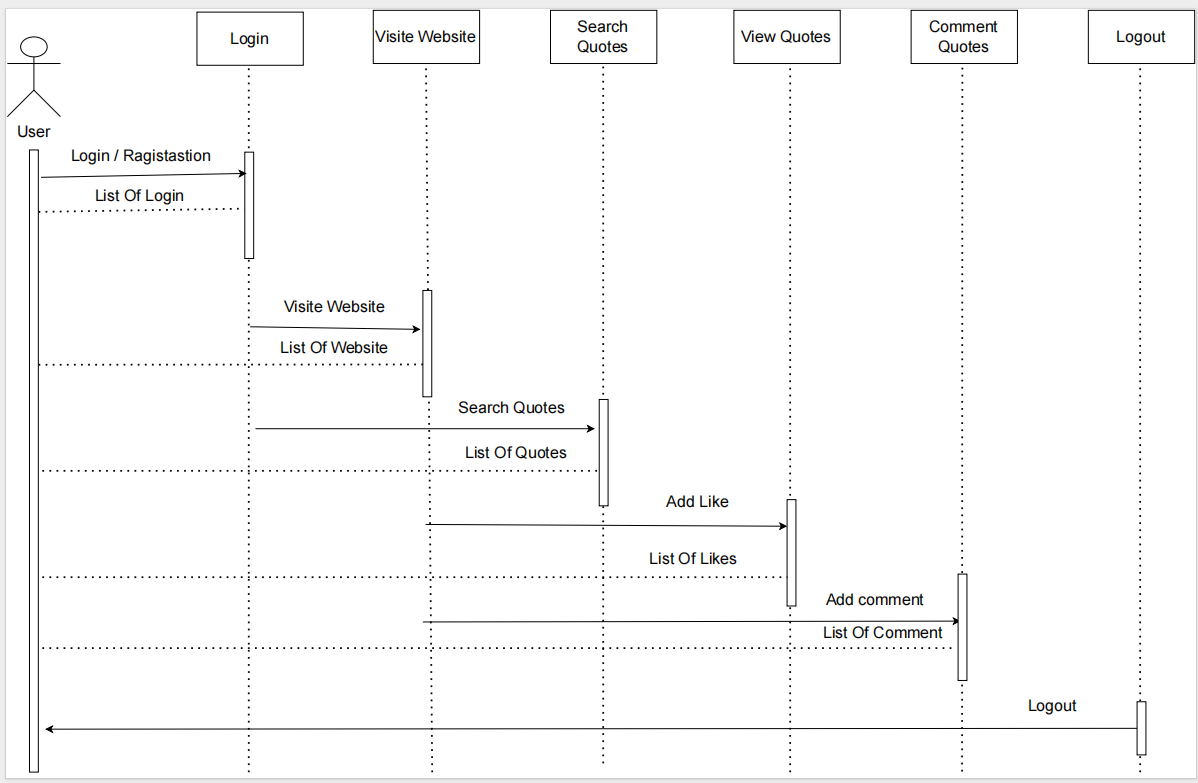 Login
Visite Website
Search
Quotes
View Quotes
Comment
Quotes
Logout
User
Login / Ragistastion
List Of Login
Visite Website
List Of Website
Search Quotes
List Of Quotes
Add Like
List Of Likes
Add comment
List Of Comment
Logout